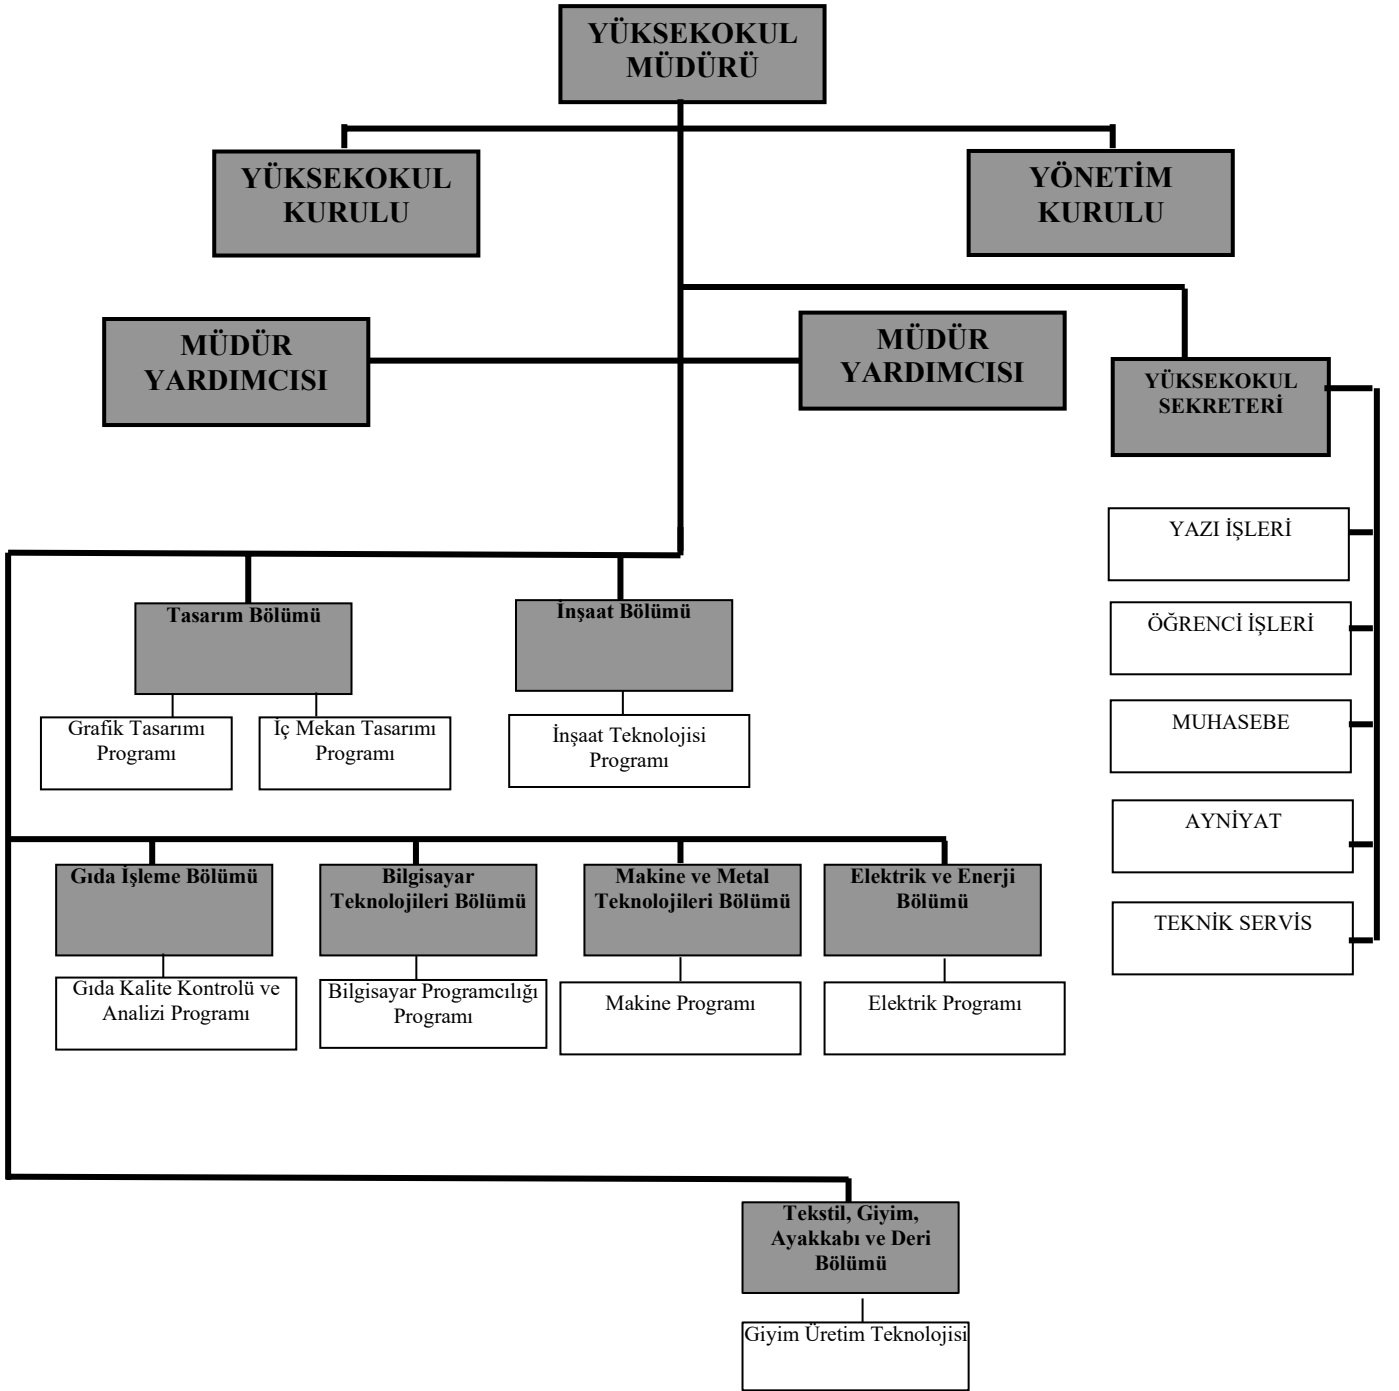 YÜKSEKOKUL
MÜDÜRÜ
YÜKSEKOKUL
KURULU
YÖNETİM
KURULU
MÜDÜR
YARDIMCISI
MÜDÜR
YARDIMCISI
YÜKSEKOKUL
SEKRETERİ
YAZI İŞLERİ
ÖĞRENCİ İŞLERİ
MUHASEBE
AYNİYAT
TEKNİK SERVİS
Tasarım Bölümü
İnşaat Bölümü
Grafik Tasarımı
Programı
İç Mekan Tasarımı
Programı
İnşaat Teknolojisi
Programı
Gıda İşleme Bölümü
Bilgisayar
Teknolojileri Bölümü
Makine ve Metal
Teknolojileri Bölümü
Elektrik ve Enerji
Bölümü
Gıda Kalite Kontrolü ve
Analizi Programı
Bilgisayar Programcılığı
Programı
Makine Programı
Elektrik Programı
Tekstil, Giyim,
Ayakkabı ve Deri
Bölümü
Giyim Üretim Teknolojisi